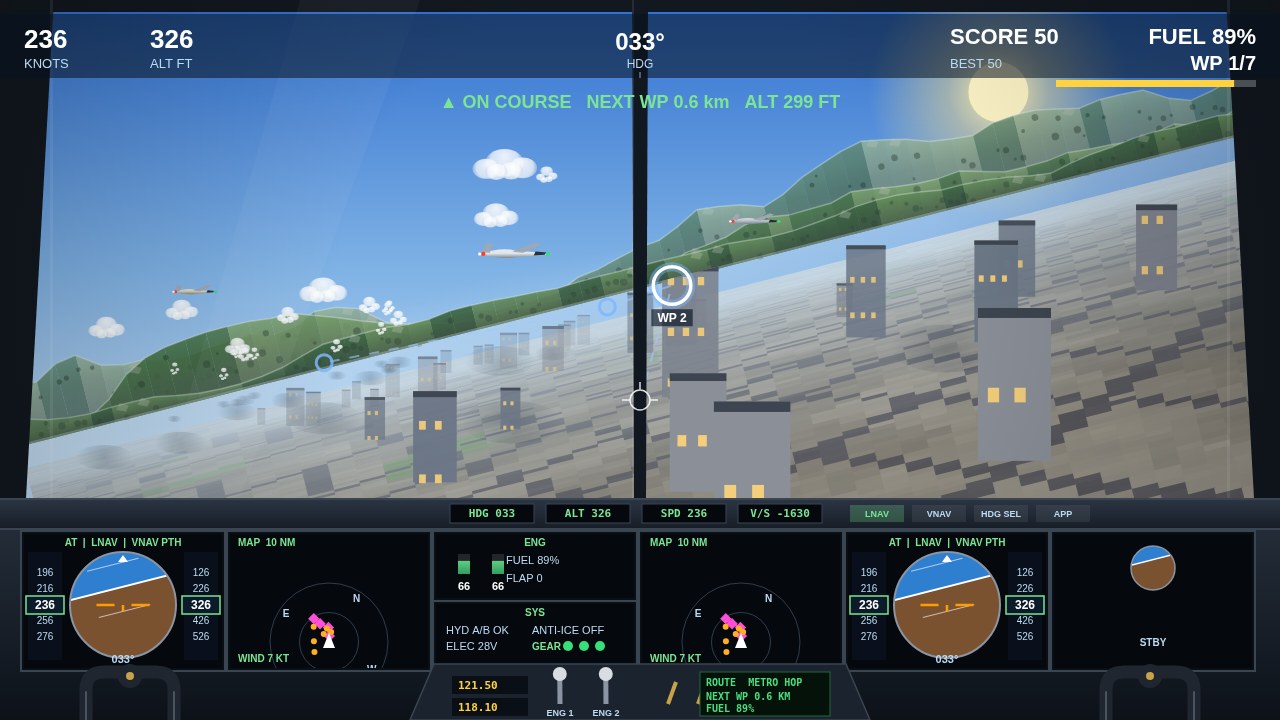 236 326 033° SCORE 50 FUEL 89%
KNOTS ALT FT HDG BEST 50 WP 1/7
▲ ON COURSE NEXT WP 0.6 km ALT 299 FT
WP 2
HDG 033 ALT 326 SPD 236 V/S -1630 LNAV VNAV HDG SEL APP
AT | LNAV | VNAV PTH
196 126
216 226
236 326
256 426
276 526
033°
MAP 10 NM
N
E
W
WIND 7 KT
ENG
FUEL 89%
FLAP 0
66 66
SYS
HYD A/B OK ANTI-ICE OFF
ELEC 28V GEAR
MAP 10 NM
N
E
WIND 7 KT
AT | LNAV | VNAV PTH
196 126
216 226
236 326
256 426
276 526
033°
STBY
121.50
118.10
ENG 1 ENG 2
ROUTE METRO HOP
NEXT WP 0.6 KM
FUEL 89%